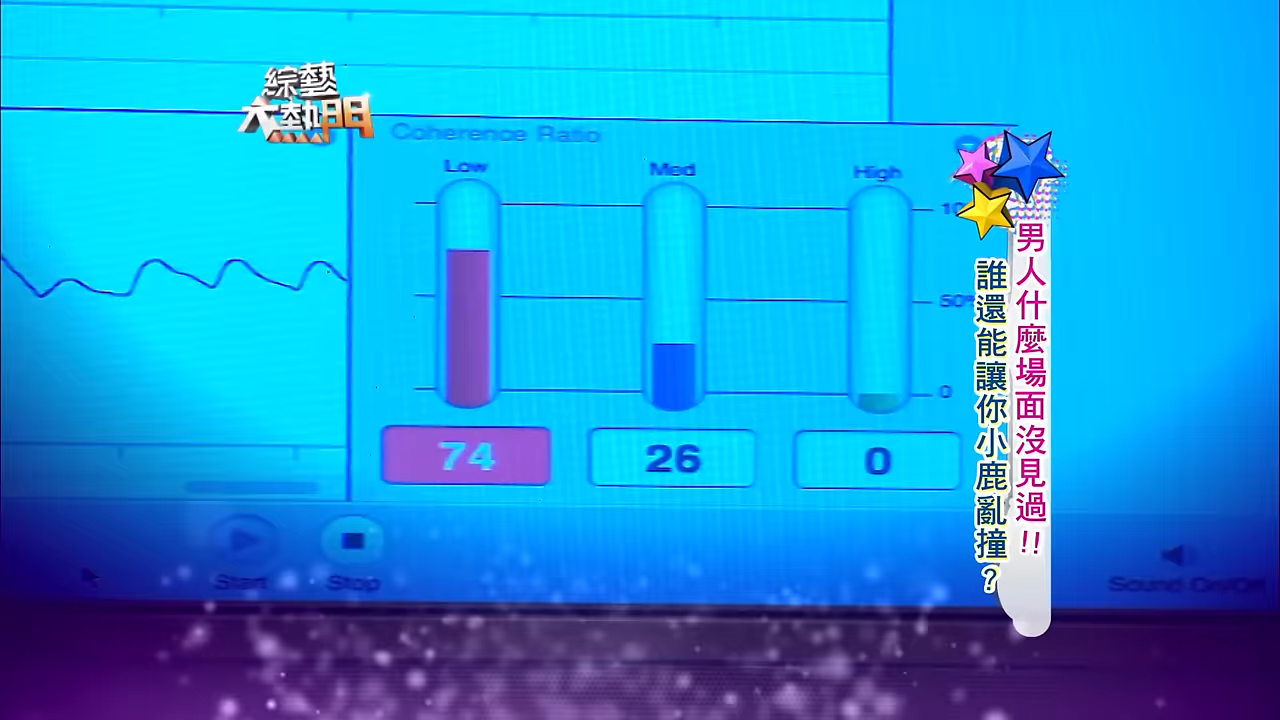 綜藝
大熱門
Coherence Ratio
Low
Med
High
50%
0
74
26
0
Start
Stop
Sound On/Off
男人什麼場面沒見過!!
誰還能讓你小鹿亂撞?